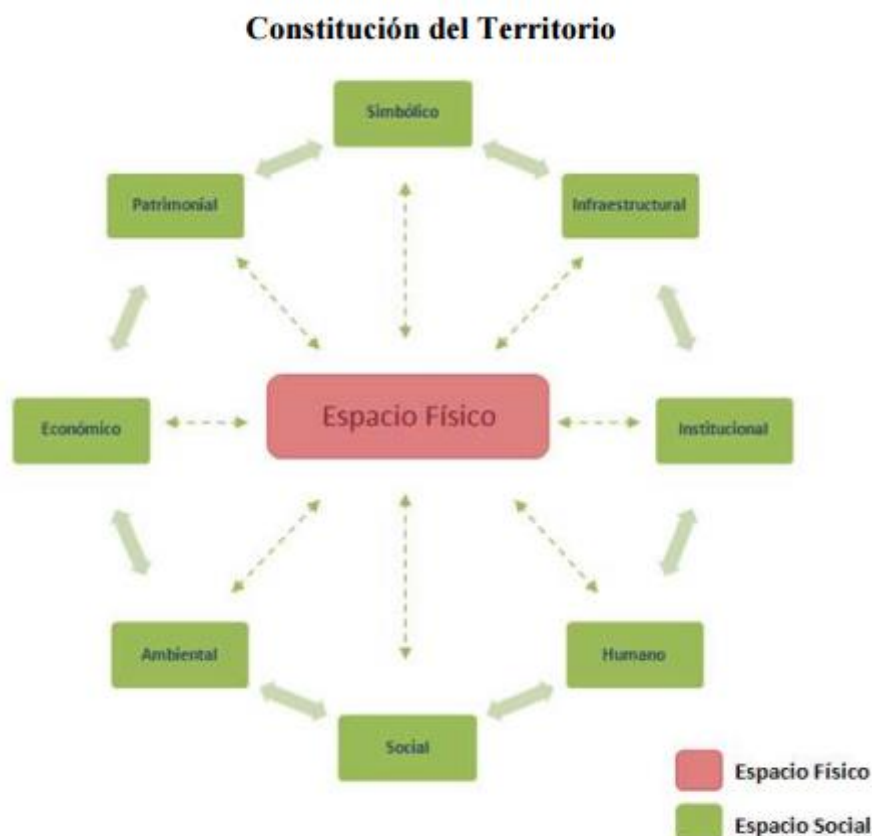 Constitución del Territorio
Simbólico
Patrimonial
Infraestructural
Económico
Espacio Físico
Institucional
Ambiental
Humano
Social
Espacio Físico
Espacio Social